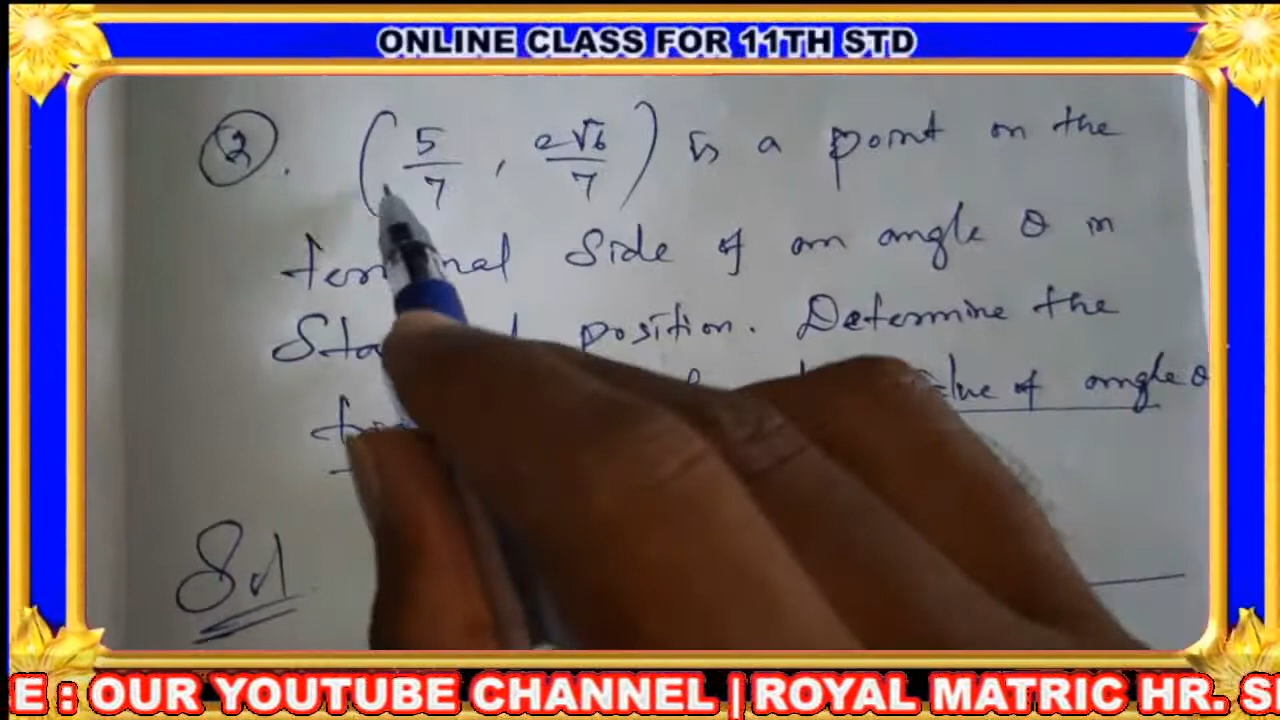 ONLINE CLASS FOR 11TH STD
2. (5/7, 2√6/7) is a point on the
Side of an angle θ in
position. Determine the
of angle θ
Sol
E : OUR YOUTUBE CHANNEL | ROYAL MATRIC HR. S